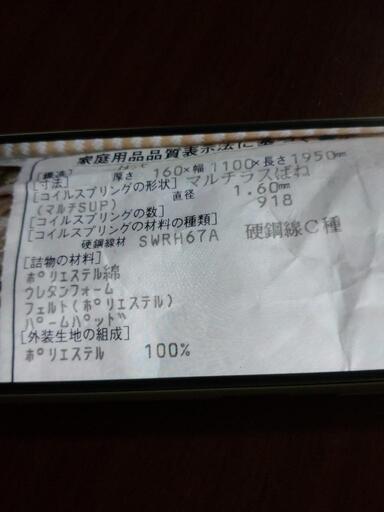 家庭用品品質表示法に基づく
[構造]
[寸法] 厚さ 160×幅 1100×長さ 1950mm
[コイルスプリングの形状] マルチラスばね
(マルチSUP) 直径 1.60mm
[コイルスプリングの数] 918
[コイルスプリングの材料の種類]
硬鋼線材 SWRH67A 硬鋼線C種
[詰物の材料]
ポリエステル綿
ウレタンフォーム
フェルト(ポリエステル)
パームパッド
[外装生地の組成]
ポリエステル 100%